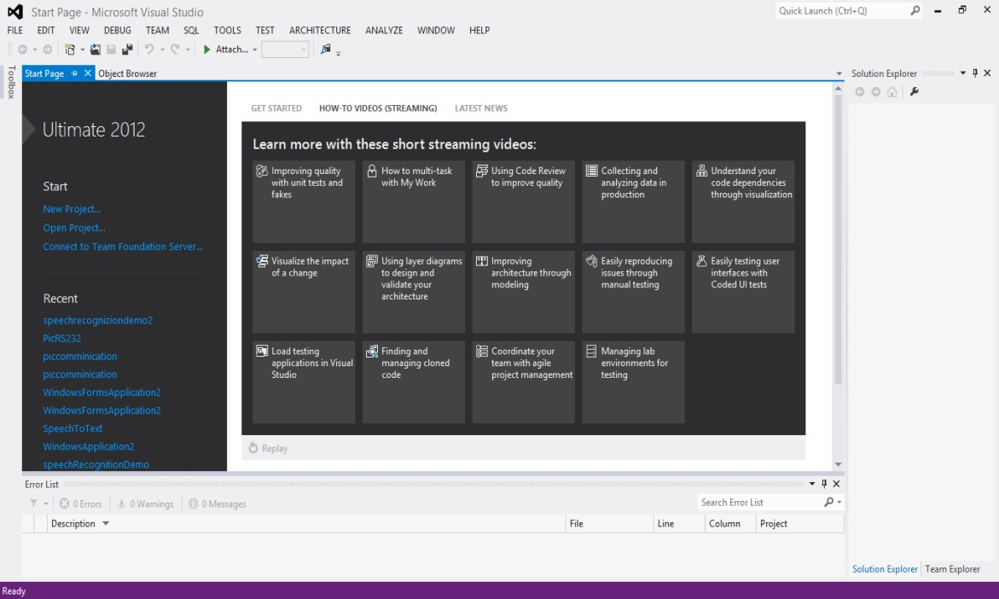 Start Page - Microsoft Visual Studio
Quick Launch (Ctrl+Q)
FILE EDIT VIEW DEBUG TEAM SQL TOOLS TEST ARCHITECTURE ANALYZE WINDOW HELP
Attach...
Toolbox
Start Page
Object Browser
Solution Explorer
Ultimate 2012
Start
New Project...
Open Project...
Connect to Team Foundation Server...
Recent
speechrecogniziondemo2
PicRS232
piccomminication
piccomminication
WindowsFormsApplication2
WindowsFormsApplication2
SpeechToText
WindowsApplication2
speechRecognitionDemo
GET STARTED HOW-TO VIDEOS (STREAMING) LATEST NEWS
Learn more with these short streaming videos:
Improving quality
with unit tests and
fakes
How to multi-task
with My Work
Using Code Review
to improve quality
Collecting and
analyzing data in
production
Understand your
code dependencies
through visualization
Visualize the impact
of a change
Using layer diagrams
to design and
validate your
architecture
Improving
architecture through
modeling
Easily reproducing
issues through
manual testing
Easily testing user
interfaces with
Coded UI tests
Load testing
applications in Visual
Studio
Finding and
managing cloned
code
Coordinate your
team with agile
project management
Managing lab
environments for
testing
Replay
Error List
0 Errors 0 Warnings 0 Messages
Search Error List
Description File Line Column Project
Solution Explorer Team Explorer
Ready